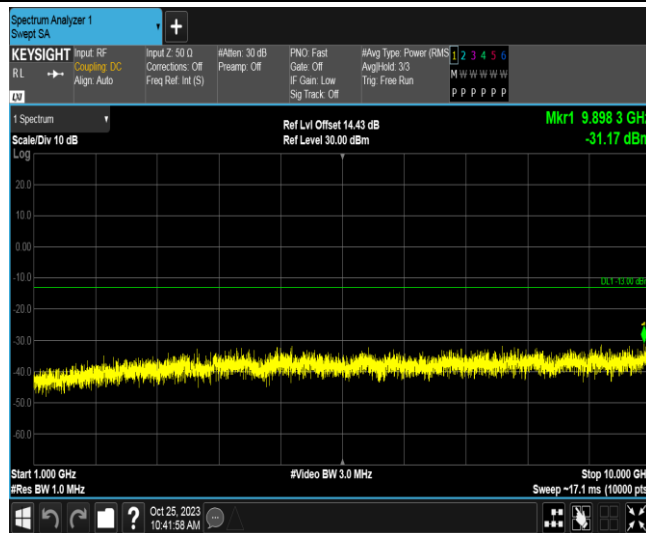 Spectrum Analyzer 1
Swept SA
+
KEYSIGHT
RL
LXI
Input: RF
Coupling: DC
Align: Auto
Input Z: 50 Ω
Corrections: Off
Freq Ref: Int (S)
#Atten: 30 dB
Preamp: Off
PNO: Fast
Gate: Off
IF Gain: Low
Sig Track: Off
#Avg Type: Power (RMS
Avg|Hold: 3/3
Trig: Free Run
1 2 3 4 5 6
M W W W W W
P P P P P P
1 Spectrum
Scale/Div 10 dB
Ref Lvl Offset 14.43 dB
Ref Level 30.00 dBm
Mkr1 9.898 3 GHz
-31.17 dBm
Log
20.0
10.0
0.00
-10.0
DL1 -13.00 dBm
-20.0
-30.0
1
-40.0
-50.0
-60.0
Start 1.000 GHz
#Res BW 1.0 MHz
#Video BW 3.0 MHz
Stop 10.000 GHz
Sweep ~17.1 ms (10000 pts)
?
Oct 25, 2023
10:41:58 AM